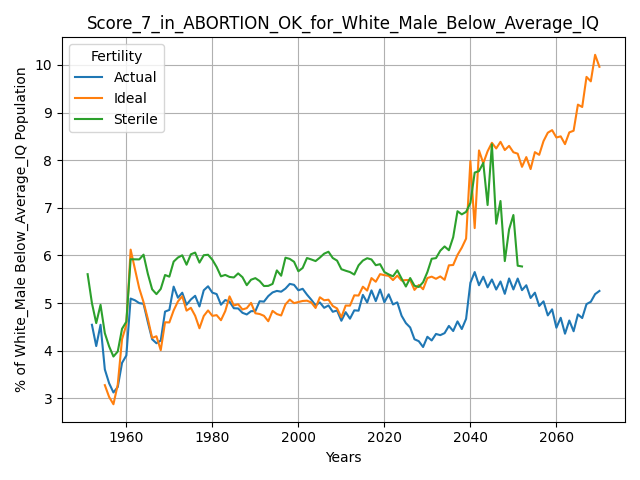 Score_7_in_ABORTION_OK_for_White_Male_Below_Average_IQ
Fertility
Actual
Ideal
Sterile
% of White_Male Below_Average_IQ Population
10
9
8
7
6
5
4
3
1960
1980
2000
2020
2040
2060
Years